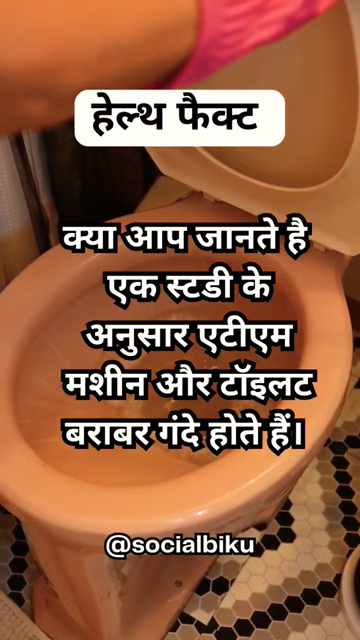 हेल्थ फैक्ट
क्या आप जानते है
एक स्टडी के
अनुसार एटीएम
मशीन और टॉइलट
बराबर गंदे होते हैं।
@socialbiku